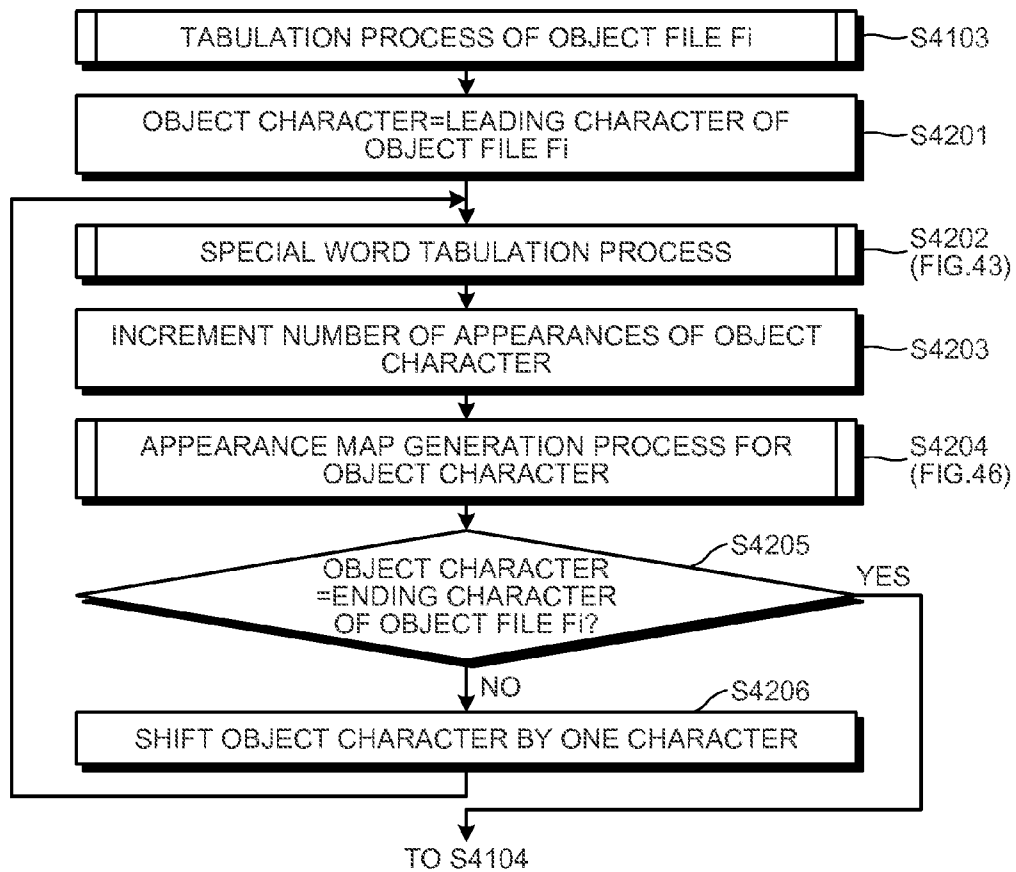 TABULATION PROCESS OF OBJECT FILE Fi
S4103
OBJECT CHARACTER=LEADING CHARACTER OF
OBJECT FILE Fi
S4201
SPECIAL WORD TABULATION PROCESS
S4202
(FIG.43)
INCREMENT NUMBER OF APPEARANCES OF OBJECT
CHARACTER
S4203
APPEARANCE MAP GENERATION PROCESS FOR
OBJECT CHARACTER
S4204
(FIG.46)
S4205
OBJECT CHARACTER
=ENDING CHARACTER
OF OBJECT FILE Fi?
YES
NO
S4206
SHIFT OBJECT CHARACTER BY ONE CHARACTER
TO S4104